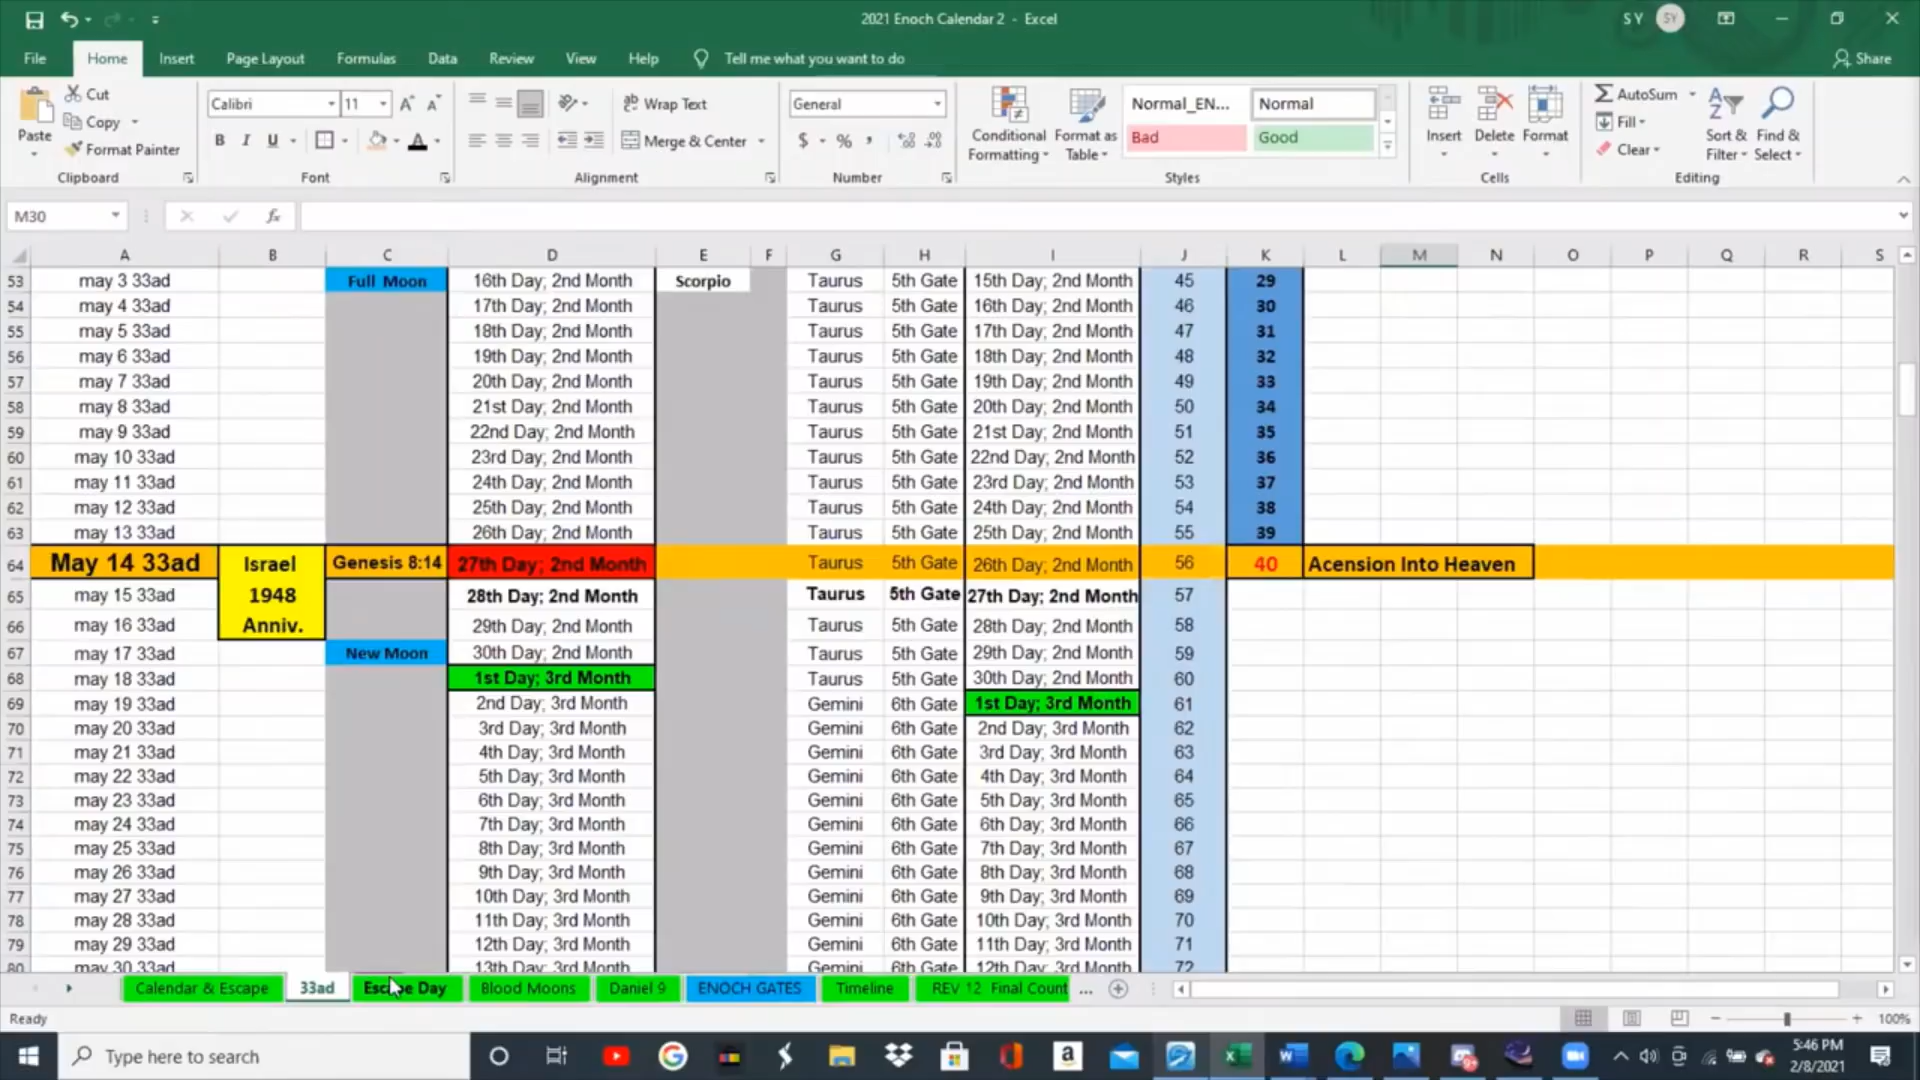 2021 Enoch Calendar 2 - Excel
S Y SY
File Home Insert Page Layout Formulas Data Review View Help Tell me what you want to do Share
Cut Calibri 11 Wrap Text General Normal_EN... Normal AutoSum
Paste Copy Conditional Formatting Format as Table Insert Delete Format Fill Sort & Filter Find & Select
Format Painter B I U Merge & Center $ % Bad Good Clear
Clipboard Font Alignment Number Styles Cells Editing
M30 fx
A B C D E F G H I J K L M N O P Q R S
53 may 3 33ad Full Moon 16th Day; 2nd Month Scorpio Taurus 5th Gate 15th Day; 2nd Month 45 29
54 may 4 33ad 17th Day; 2nd Month Taurus 5th Gate 16th Day; 2nd Month 46 30
55 may 5 33ad 18th Day; 2nd Month Taurus 5th Gate 17th Day; 2nd Month 47 31
56 may 6 33ad 19th Day; 2nd Month Taurus 5th Gate 18th Day; 2nd Month 48 32
57 may 7 33ad 20th Day; 2nd Month Taurus 5th Gate 19th Day; 2nd Month 49 33
58 may 8 33ad 21st Day; 2nd Month Taurus 5th Gate 20th Day; 2nd Month 50 34
59 may 9 33ad 22nd Day; 2nd Month Taurus 5th Gate 21st Day; 2nd Month 51 35
60 may 10 33ad 23rd Day; 2nd Month Taurus 5th Gate 22nd Day; 2nd Month 52 36
61 may 11 33ad 24th Day; 2nd Month Taurus 5th Gate 23rd Day; 2nd Month 53 37
62 may 12 33ad 25th Day; 2nd Month Taurus 5th Gate 24th Day; 2nd Month 54 38
63 may 13 33ad 26th Day; 2nd Month Taurus 5th Gate 25th Day; 2nd Month 55 39
64 May 14 33ad Israel Genesis 8:14 27th Day; 2nd Month Taurus 5th Gate 26th Day; 2nd Month 56 40 Acension Into Heaven
65 may 15 33ad 1948 28th Day; 2nd Month Taurus 5th Gate 27th Day; 2nd Month 57
66 may 16 33ad Anniv. 29th Day; 2nd Month Taurus 5th Gate 28th Day; 2nd Month 58
67 may 17 33ad New Moon 30th Day; 2nd Month Taurus 5th Gate 29th Day; 2nd Month 59
68 may 18 33ad 1st Day; 3rd Month Taurus 5th Gate 30th Day; 2nd Month 60
69 may 19 33ad 2nd Day; 3rd Month Gemini 6th Gate 1st Day; 3rd Month 61
70 may 20 33ad 3rd Day; 3rd Month Gemini 6th Gate 2nd Day; 3rd Month 62
71 may 21 33ad 4th Day; 3rd Month Gemini 6th Gate 3rd Day; 3rd Month 63
72 may 22 33ad 5th Day; 3rd Month Gemini 6th Gate 4th Day; 3rd Month 64
73 may 23 33ad 6th Day; 3rd Month Gemini 6th Gate 5th Day; 3rd Month 65
74 may 24 33ad 7th Day; 3rd Month Gemini 6th Gate 6th Day; 3rd Month 66
75 may 25 33ad 8th Day; 3rd Month Gemini 6th Gate 7th Day; 3rd Month 67
76 may 26 33ad 9th Day; 3rd Month Gemini 6th Gate 8th Day; 3rd Month 68
77 may 27 33ad 10th Day; 3rd Month Gemini 6th Gate 9th Day; 3rd Month 69
78 may 28 33ad 11th Day; 3rd Month Gemini 6th Gate 10th Day; 3rd Month 70
79 may 29 33ad 12th Day; 3rd Month Gemini 6th Gate 11th Day; 3rd Month 71
80 may 30 33ad 13th Day; 3rd Month Gemini 6th Gate 12th Day; 3rd Month 72
Calendar & Escape 33ad Escape Day Blood Moons Daniel 9 ENOCH GATES Timeline REV 12 Final Count ...
Ready 100%
Type here to search 5:46 PM
2/8/2021